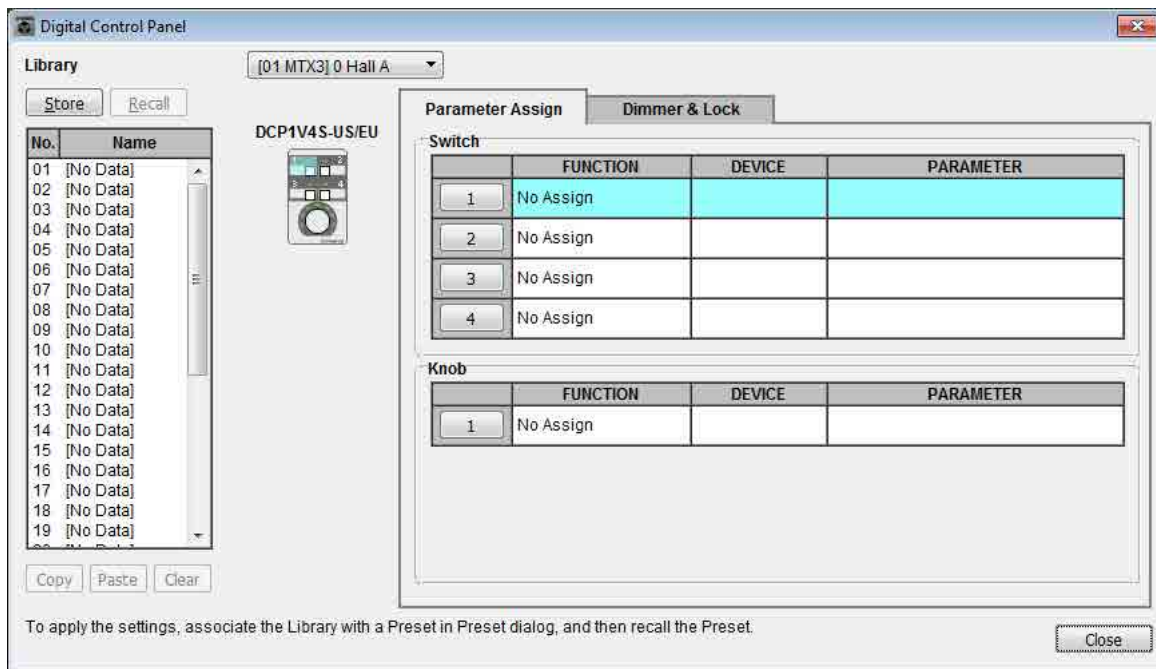 Digital Control Panel
Library
[01 MTX3] 0 Hall A
Store Recall
No. Name
01 [No Data]
02 [No Data]
03 [No Data]
04 [No Data]
05 [No Data]
06 [No Data]
07 [No Data]
08 [No Data]
09 [No Data]
10 [No Data]
11 [No Data]
12 [No Data]
13 [No Data]
14 [No Data]
15 [No Data]
16 [No Data]
17 [No Data]
18 [No Data]
19 [No Data]
Copy Paste Clear
DCP1V4S-US/EU
Parameter Assign Dimmer & Lock
Switch
FUNCTION DEVICE PARAMETER
1 No Assign
2 No Assign
3 No Assign
4 No Assign
Knob
FUNCTION DEVICE PARAMETER
1 No Assign
To apply the settings, associate the Library with a Preset in Preset dialog, and then recall the Preset.
Close